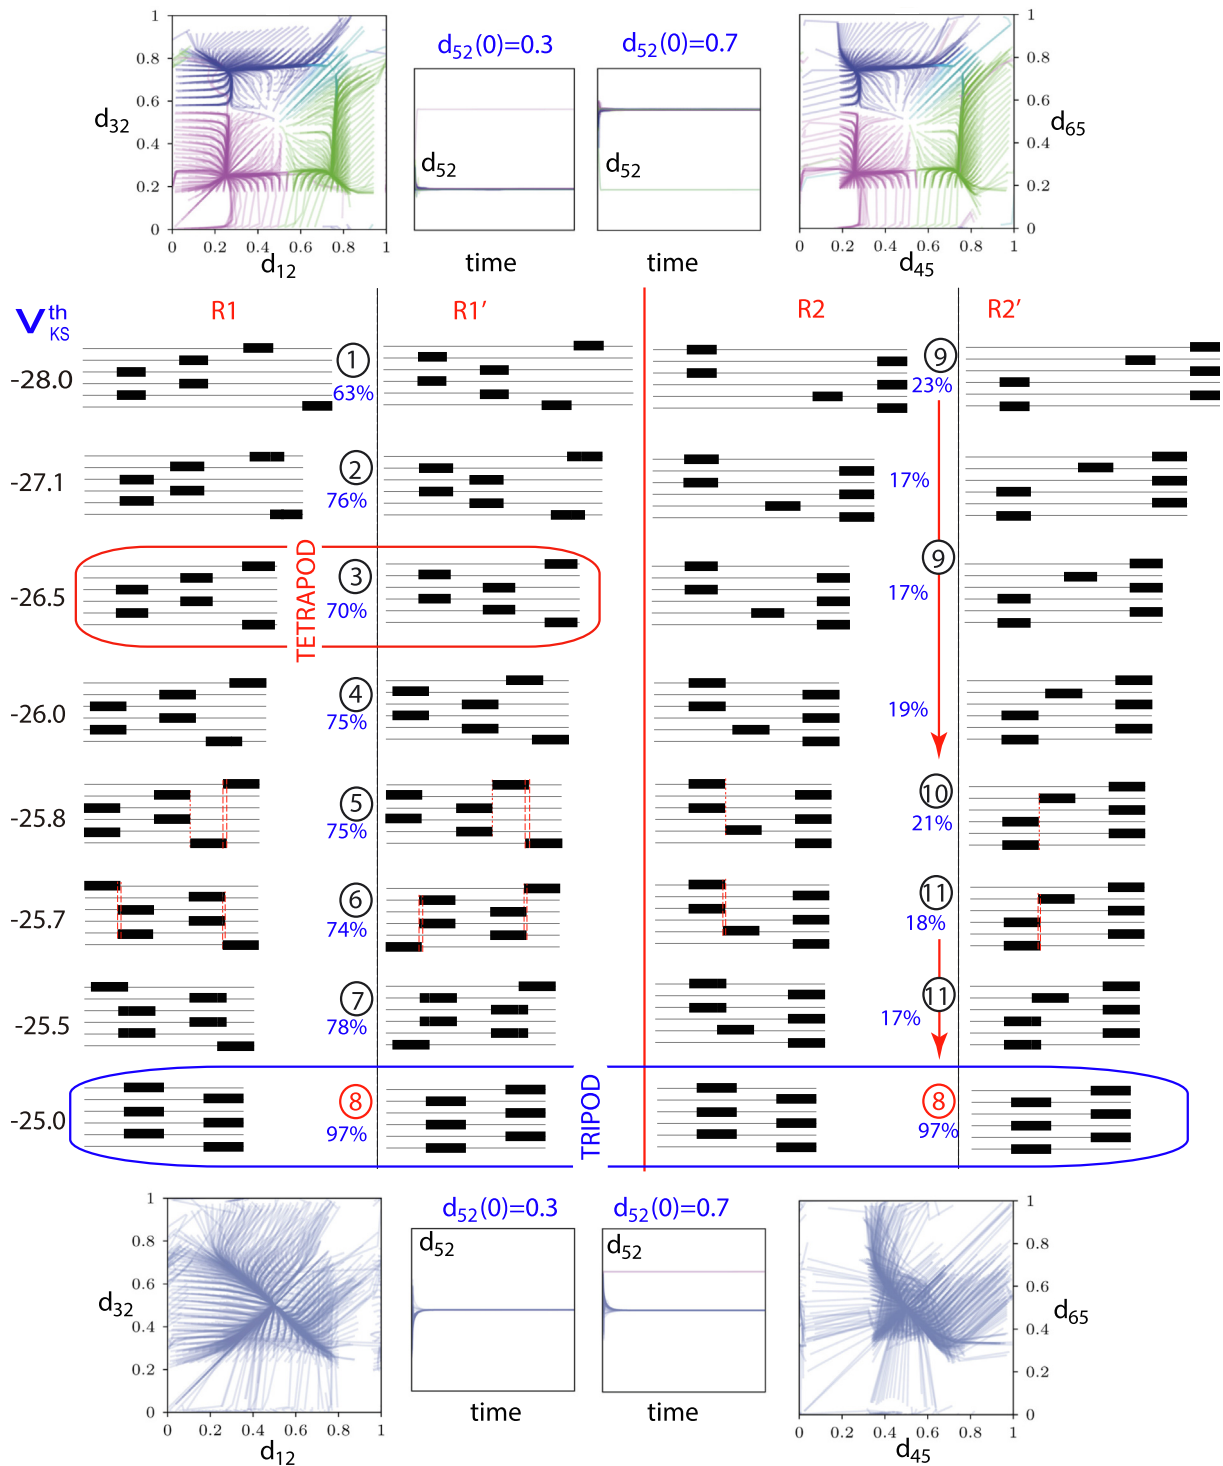 d52(0)=0.3
d52(0)=0.7
1
0.8
0.6
0.4
0.2
0
d32
0 0.2 0.4 0.6 0.8 1
d12
d52
time
d52
time
1
0.8
0.6
0.4
0.2
0
d65
0 0.2 0.4 0.6 0.8 1
d45
V th KS
R1
R1′
R2
R2′
-28.0
1
63%
9
23%
-27.1
2
76%
17%
-26.5
TETRAPOD
3
70%
9
17%
-26.0
4
75%
19%
-25.8
5
75%
10
21%
-25.7
6
74%
11
18%
-25.5
7
78%
11
17%
-25.0
8
97%
TRIPOD
8
97%
d52(0)=0.3
d52(0)=0.7
1
0.8
0.6
0.4
0.2
0
d32
0 0.2 0.4 0.6 0.8 1
d12
d52
time
d52
time
1
0.8
0.6
0.4
0.2
0
d65
0 0.2 0.4 0.6 0.8 1
d45